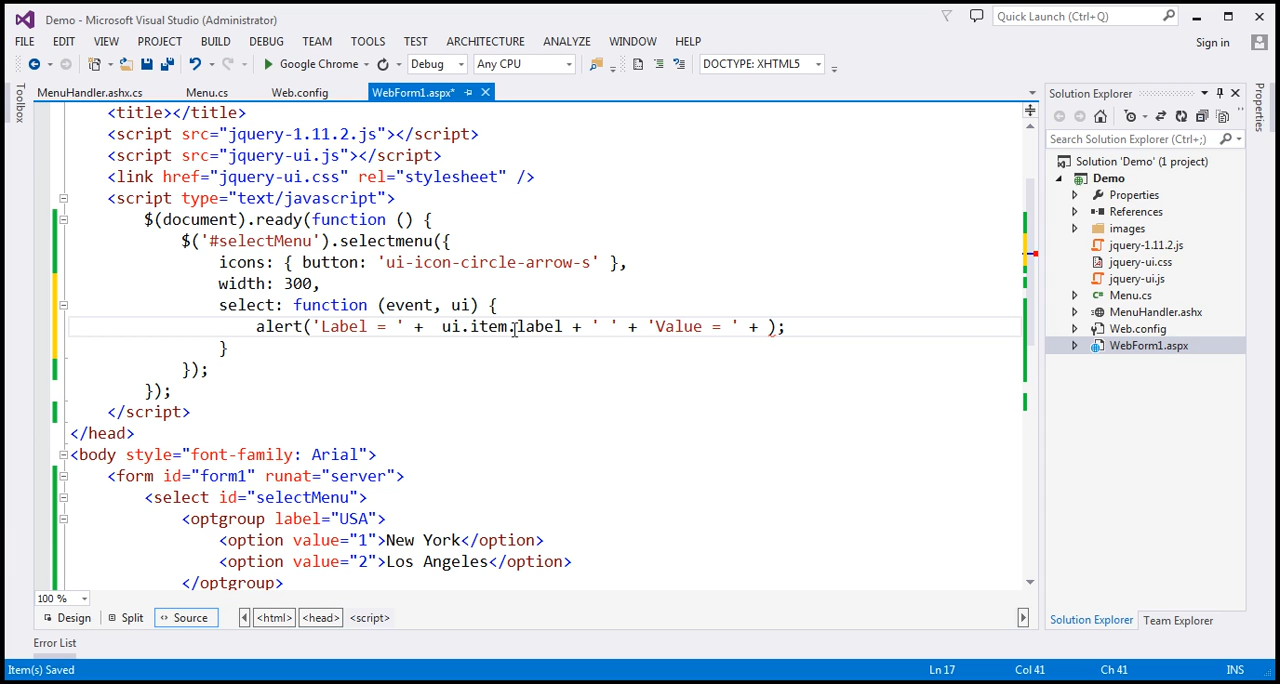 Demo - Microsoft Visual Studio (Administrator)
Quick Launch (Ctrl+Q)
FILE EDIT VIEW PROJECT BUILD DEBUG TEAM TOOLS TEST ARCHITECTURE ANALYZE WINDOW HELP
Sign in
Google Chrome Debug Any CPU DOCTYPE: XHTML5
Toolbox
MenuHandler.ashx.cs Menu.cs Web.config WebForm1.aspx*
<title></title>
<script src="jquery-1.11.2.js"></script>
<script src="jquery-ui.js"></script>
<link href="jquery-ui.css" rel="stylesheet" />
<script type="text/javascript">
$(document).ready(function () {
$('#selectMenu').selectmenu({
icons: { button: 'ui-icon-circle-arrow-s' },
width: 300,
select: function (event, ui) {
alert('Label = ' +  ui.item.label + ' ' + 'Value = ' + );
}
});
});
</script>
</head>
<body style="font-family: Arial">
<form id="form1" runat="server">
<select id="selectMenu">
<optgroup label="USA">
<option value="1">New York</option>
<option value="2">Los Angeles</option>
</optgroup>
100 %
Design Split Source <html> <head> <script>
Error List
Item(s) Saved Ln 17 Col 41 Ch 41 INS
Solution Explorer
Search Solution Explorer (Ctrl+;)
Solution 'Demo' (1 project)
Demo
Properties
References
images
jquery-1.11.2.js
jquery-ui.css
jquery-ui.js
Menu.cs
MenuHandler.ashx
Web.config
WebForm1.aspx
Solution Explorer Team Explorer
Properties